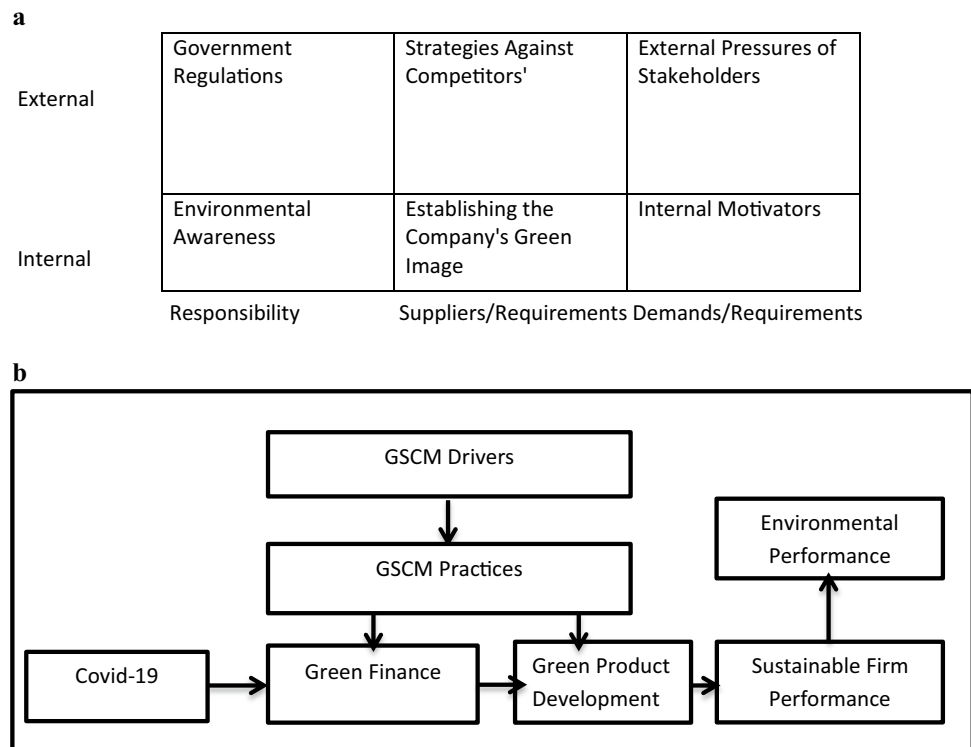 a
Government
Regulations
Strategies Against
Competitors'
External Pressures of
Stakeholders
External
Environmental
Awareness
Establishing the
Company's Green
Image
Internal Motivators
Internal
Responsibility
Suppliers/Requirements
Demands/Requirements
b
GSCM Drivers
GSCM Practices
Environmental
Performance
Covid-19
Green Finance
Green Product
Development
Sustainable Firm
Performance